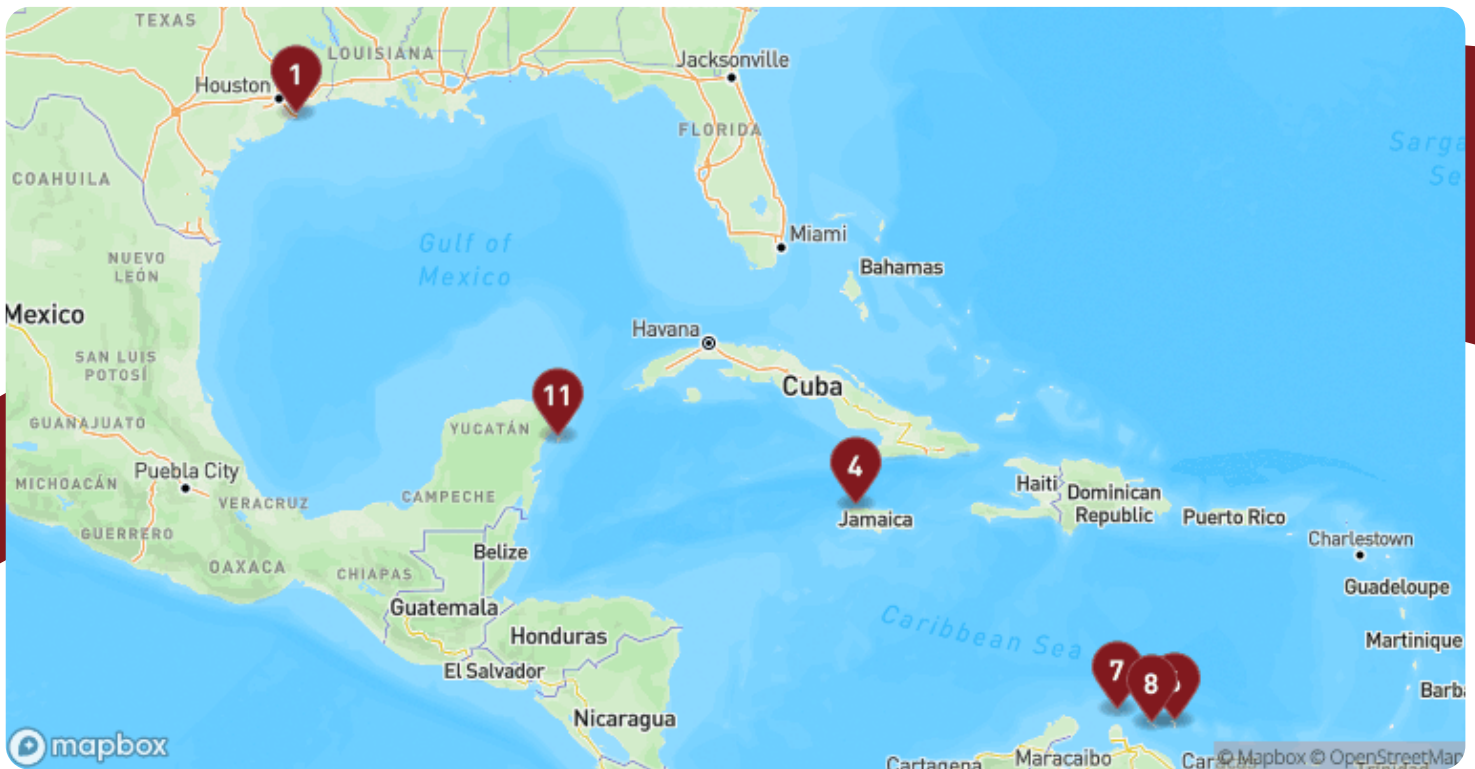 TEXAS
LOUISIANA
Houston
1
Jacksonville
FLORIDA
Sarga
Se
COAHUILA
Miami
Gulf of
Mexico
NUEVO
LEÓN
Bahamas
Mexico
Havana
SAN LUIS
POTOSÍ
Cuba
11
GUANAJUATO
YUCATÁN
4
Puebla City
MICHOACÁN
CAMPECHE
VERACRUZ
Haiti
Dominican
Republic
Jamaica
Puerto Rico
GUERRERO
Charlestown
Belize
OAXACA
CHIAPAS
Guadeloupe
Guatemala
Caribbean Sea
Honduras
Martinique
El Salvador
7
8
Barb
Nicaragua
mapbox
Maracaibo
Cartagena
© Mapbox © OpenStreetMap